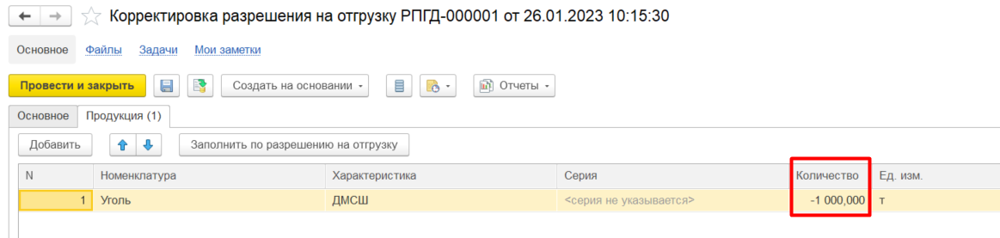 Корректировка разрешения на отгрузку РПГД-000001 от 26.01.2023 10:15:30
Основное Файлы Задачи Мои заметки
Провести и закрыть Создать на основании Отчеты
Основное Продукция (1)
Добавить Заполнить по разрешению на отгрузку
N Номенклатура Характеристика Серия Количество Ед. изм.
1 Уголь ДМСШ <серия не указывается> -1 000,000 т